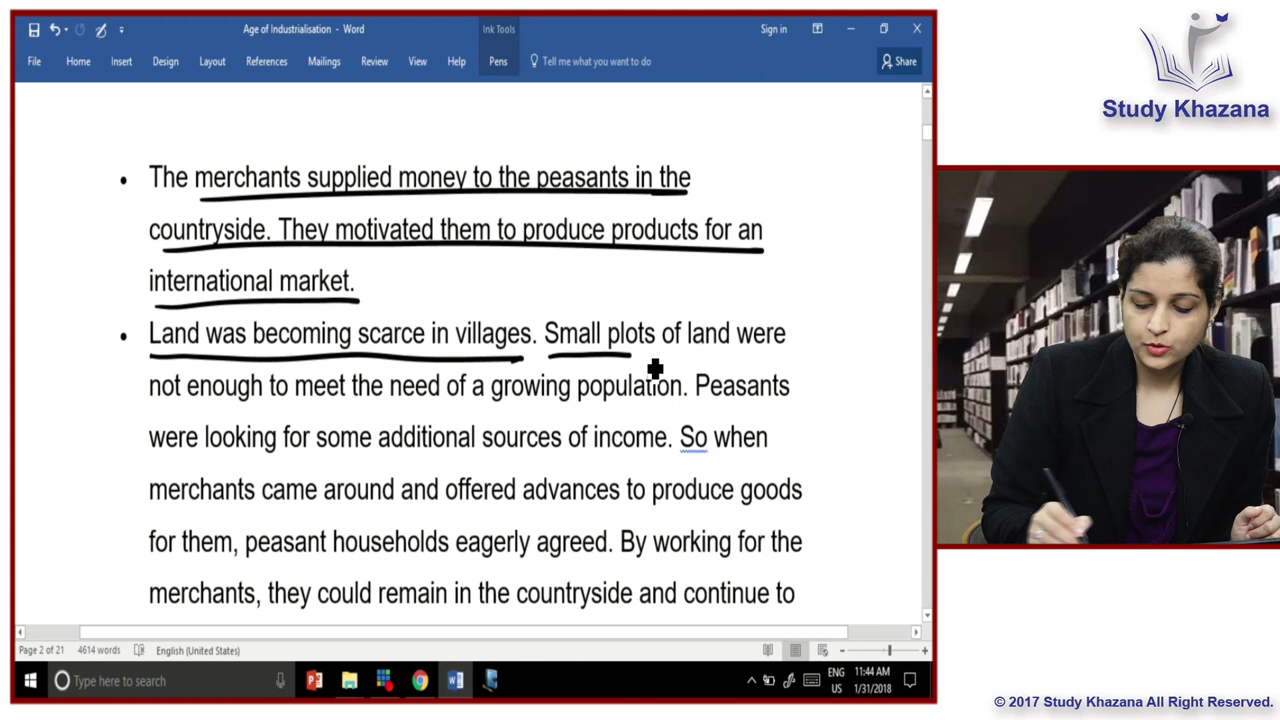 Age of Industrialisation - Word
Ink Tools
Sign in
File Home Insert Design Layout References Mailings Review View Help Pens Tell me what you want to do Share
Study Khazana
• The merchants supplied money to the peasants in the
countryside. They motivated them to produce products for an
international market.
• Land was becoming scarce in villages. Small plots of land were
not enough to meet the need of a growing population. Peasants
were looking for some additional sources of income. So when
merchants came around and offered advances to produce goods
for them, peasant households eagerly agreed. By working for the
merchants, they could remain in the countryside and continue to
Page 2 of 21 4614 words English (United States)
Type here to search
ENG 11:44 AM
US 1/31/2018
© 2017 Study Khazana All Right Reserved.